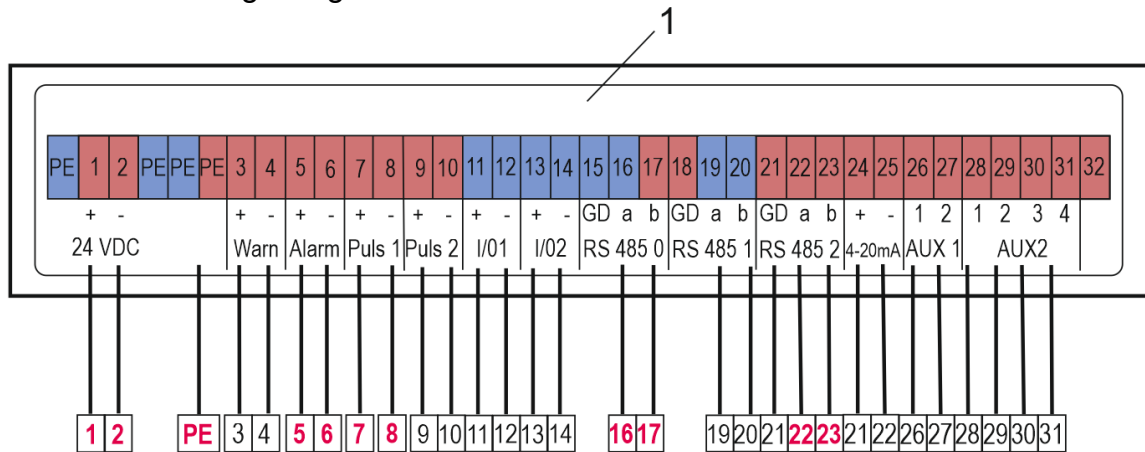 1
PE 1 2 PE PE PE 3 4 5 6 7 8 9 10 11 12 13 14 15 16 17 18 19 20 21 22 23 24 25 26 27 28 29 30 31 32
+ - + - + - + - + - + - + - GD a b GD a b GD a b + - 1 2 1 2 3 4
24 VDC Warn Alarm Puls 1 Puls 2 I/01 I/02 RS 485 0 RS 485 1 RS 485 2 4-20mA AUX 1 AUX2
1 2 PE 3 4 5 6 7 8 9 10 11 12 13 14 16 17 19 20 21 22 23 21 22 26 27 28 29 30 31